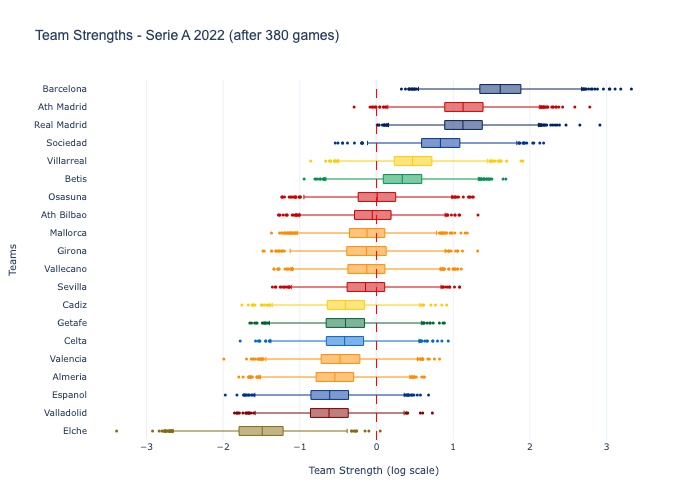 Team Strengths - Serie A 2022 (after 380 games)
Barcelona
Ath Madrid
Real Madrid
Sociedad
Villarreal
Betis
Osasuna
Ath Bilbao
Mallorca
Girona
Vallecano
Sevilla
Cadiz
Getafe
Celta
Valencia
Almeria
Espanol
Valladolid
Elche
Teams
−3 −2 −1 0 1 2 3
Team Strength (log scale)